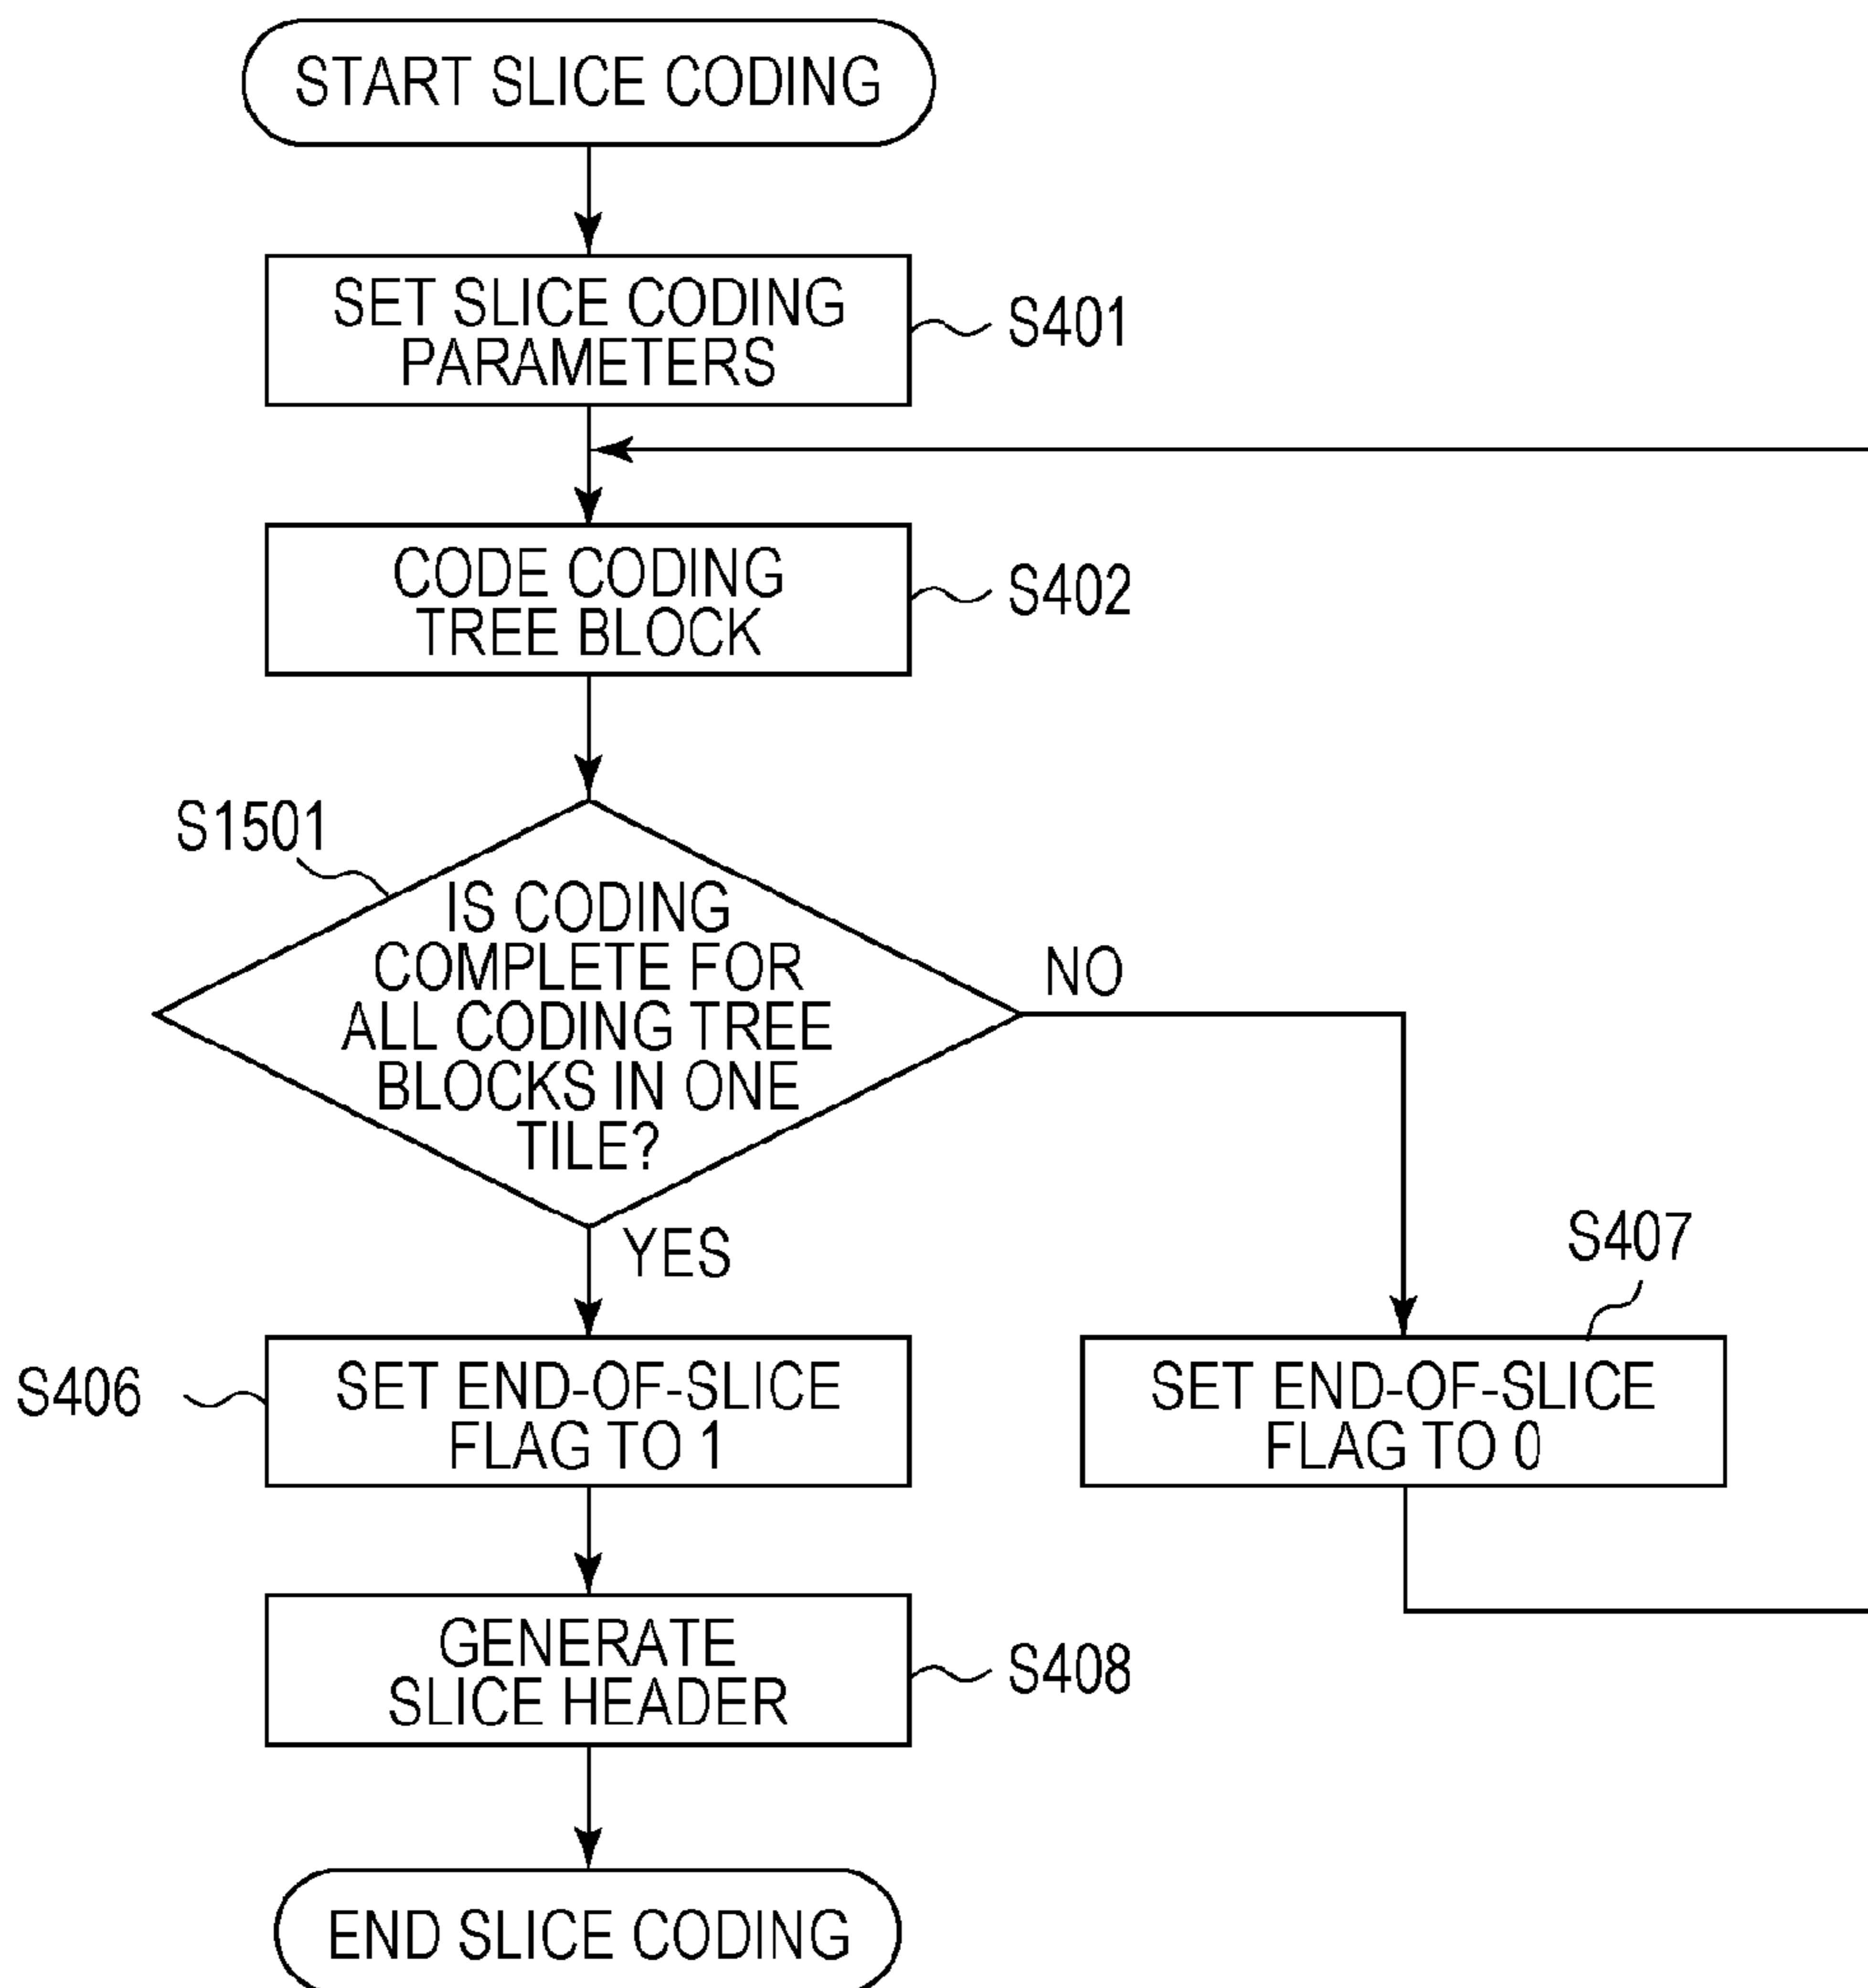 START SLICE CODING
SET SLICE CODING
PARAMETERS
S401
CODE CODING
TREE BLOCK
S402
S1501
IS CODING
COMPLETE FOR
ALL CODING TREE
BLOCKS IN ONE
TILE?
NO
YES
S407
S406
SET END-OF-SLICE
FLAG TO 1
SET END-OF-SLICE
FLAG TO 0
GENERATE
SLICE HEADER
S408
END SLICE CODING